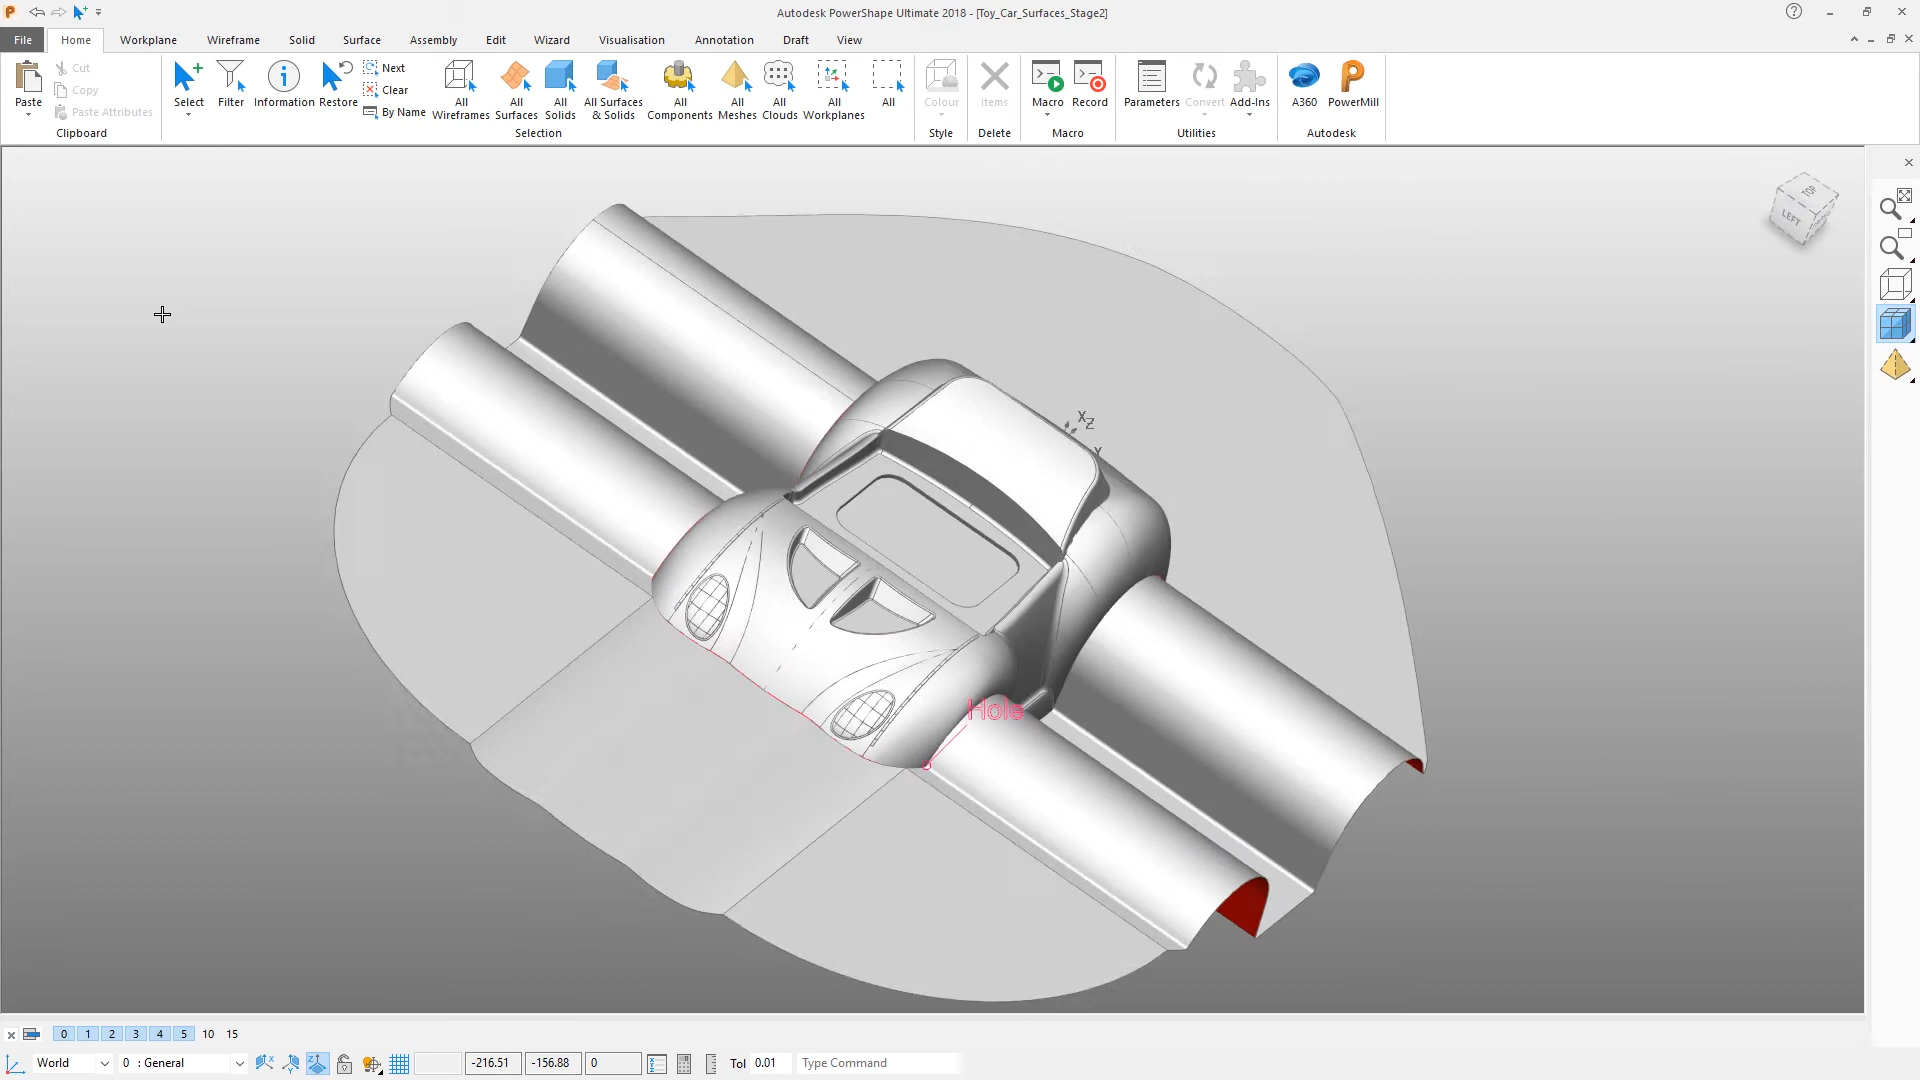 Autodesk PowerShape Ultimate 2018 - [Toy_Car_Surfaces_Stage2]
File Home Workplane Wireframe Solid Surface Assembly Edit Wizard Visualisation Annotation Draft View
Paste
Cut
Copy
Paste Attributes
Clipboard
Select
Filter
Information
Restore
Next
Clear
By Name
All Wireframes
All Surfaces
All Solids
All Surfaces & Solids
All Components
All Meshes
All Clouds
All Workplanes
All
Selection
Colour
Style
Items
Delete
Macro
Record
Macro
Parameters
Convert
Add-Ins
Utilities
A360
PowerMill
Autodesk
TOP
LEFT
X
Z
Y
Hole
0 1 2 3 4 5 10 15
World 0 : General -216.51 -156.88 0 Tol 0.01 Type Command